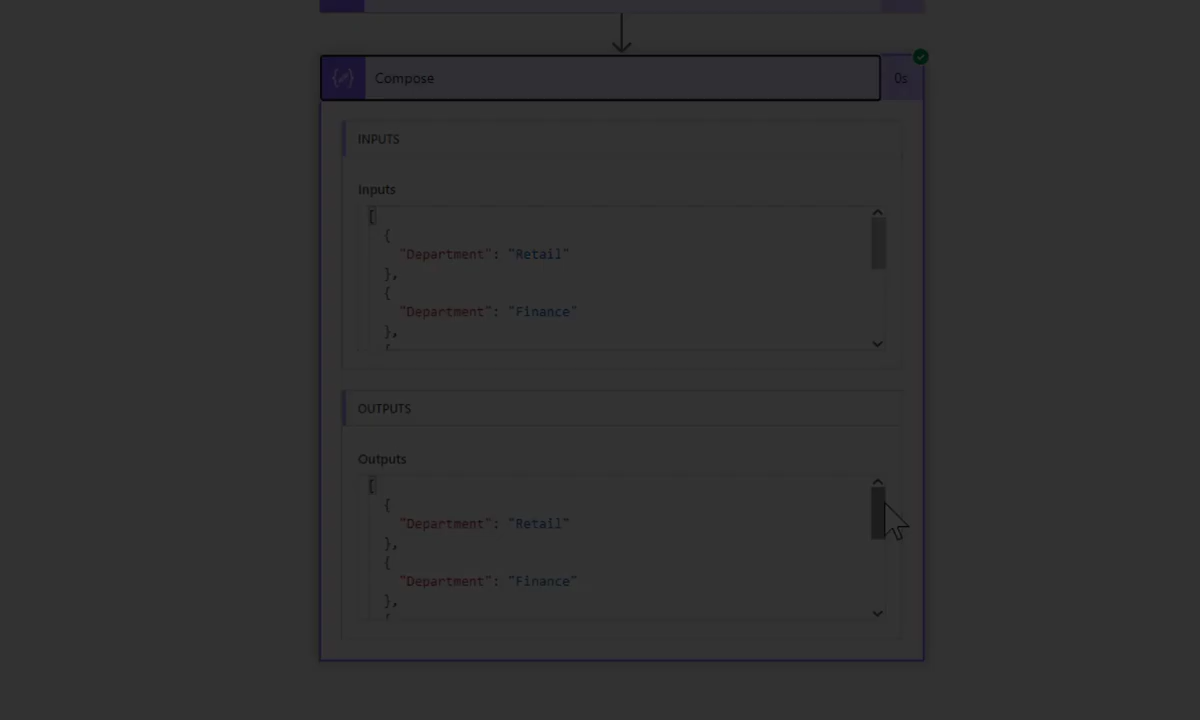 Compose
0s
INPUTS
Inputs
[
{
"Department": "Retail"
},
{
"Department": "Finance"
},
{
OUTPUTS
Outputs
[
{
"Department": "Retail"
},
{
"Department": "Finance"
},
{